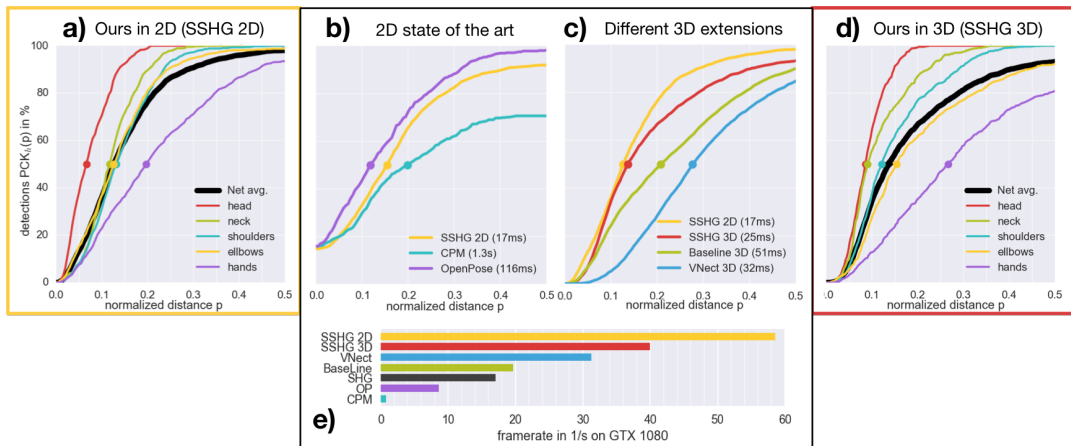 a) Ours in 2D (SSHG 2D)
detections PCKₕ(p) in %
100
80
60
40
20
0
Net avg.
head
neck
shoulders
ellbows
hands
0.0 0.1 0.2 0.3 0.4 0.5
normalized distance p
b) 2D state of the art
SSHG 2D (17ms)
CPM (1.3s)
OpenPose (116ms)
0.0 0.1 0.2 0.3 0.4 0.5
normalized distance p
c) Different 3D extensions
SSHG 2D (17ms)
SSHG 3D (25ms)
Baseline 3D (51ms)
VNect 3D (32ms)
0.0 0.1 0.2 0.3 0.4 0.5
normalized distance p
d) Ours in 3D (SSHG 3D)
Net avg.
head
neck
shoulders
ellbows
hands
0.0 0.1 0.2 0.3 0.4 0.5
normalized distance p
SSHG 2D
SSHG 3D
VNect
BaseLine
SHG
OP
CPM
e)
0 10 20 30 40 50 60
framerate in 1/s on GTX 1080